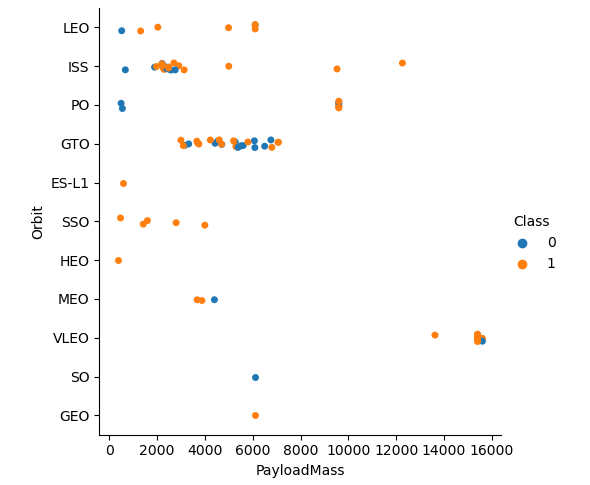 LEO
ISS
PO
GTO
ES-L1
SSO
HEO
MEO
VLEO
SO
GEO
Orbit
0 2000 4000 6000 8000 10000 12000 14000 16000
PayloadMass
Class
0
1